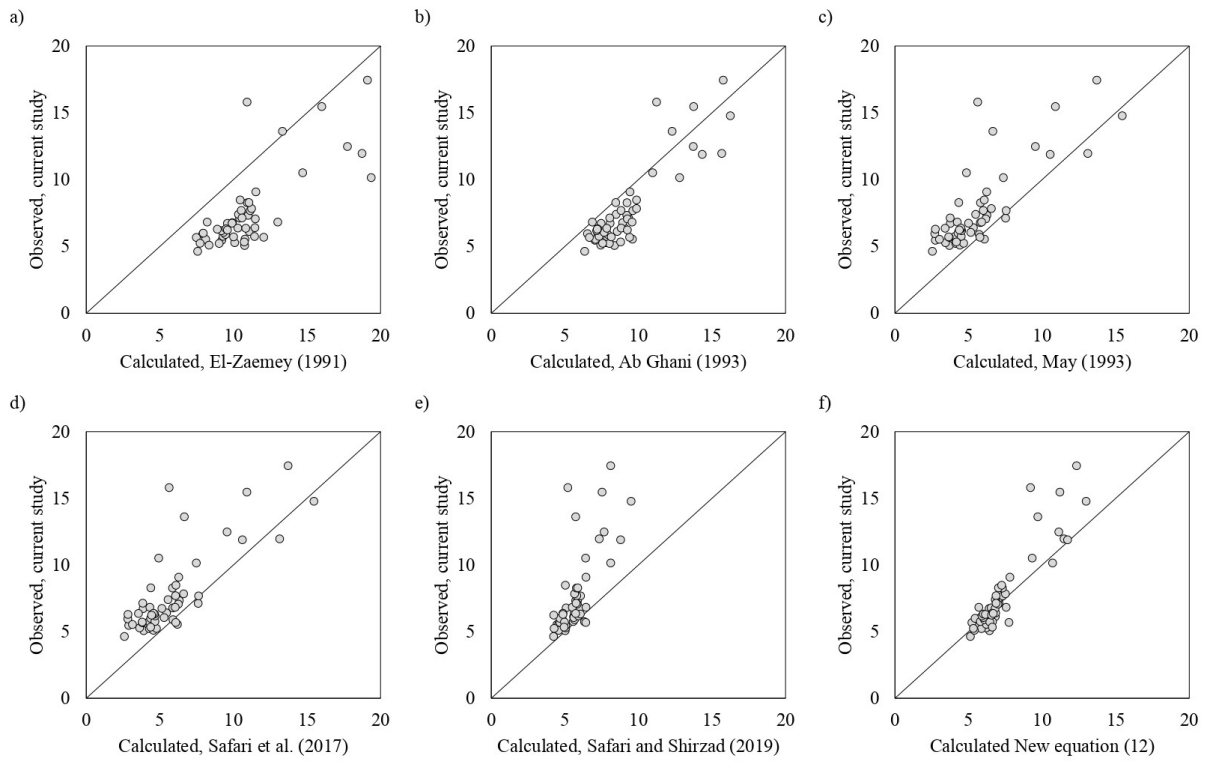 a)
20
15
10
5
0
0 5 10 15 20
Observed, current study
Calculated, El-Zaemey (1991)
b)
20
15
10
5
0
0 5 10 15 20
Observed, current study
Calculated, Ab Ghani (1993)
c)
20
15
10
5
0
0 5 10 15 20
Observed, current study
Calculated, May (1993)
d)
20
15
10
5
0
0 5 10 15 20
Observed, current study
Calculated, Safari et al. (2017)
e)
20
15
10
5
0
0 5 10 15 20
Observed, current study
Calculated, Safari and Shirzad (2019)
f)
20
15
10
5
0
0 5 10 15 20
Observed, current study
Calculated New equation (12)